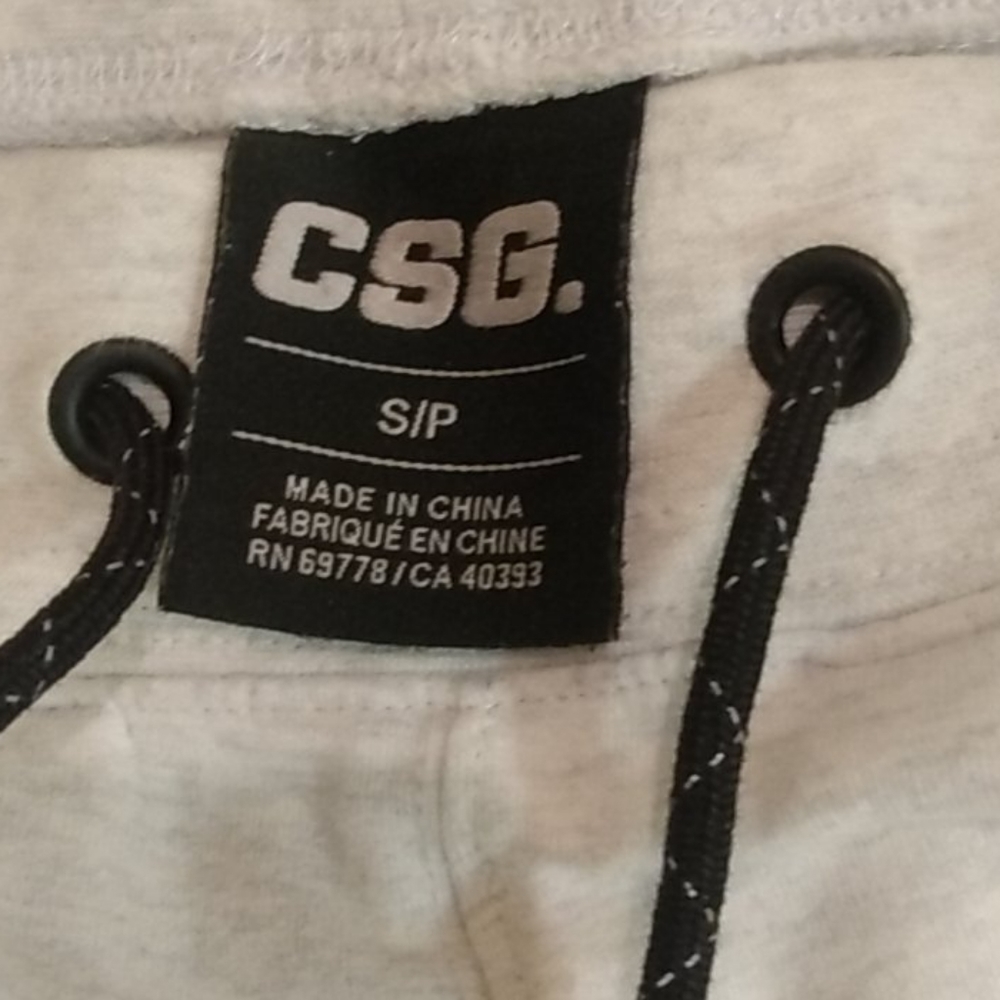 CSG.
S/P
MADE IN CHINA
FABRIQUÉ EN CHINE
RN 69778 / CA 40393